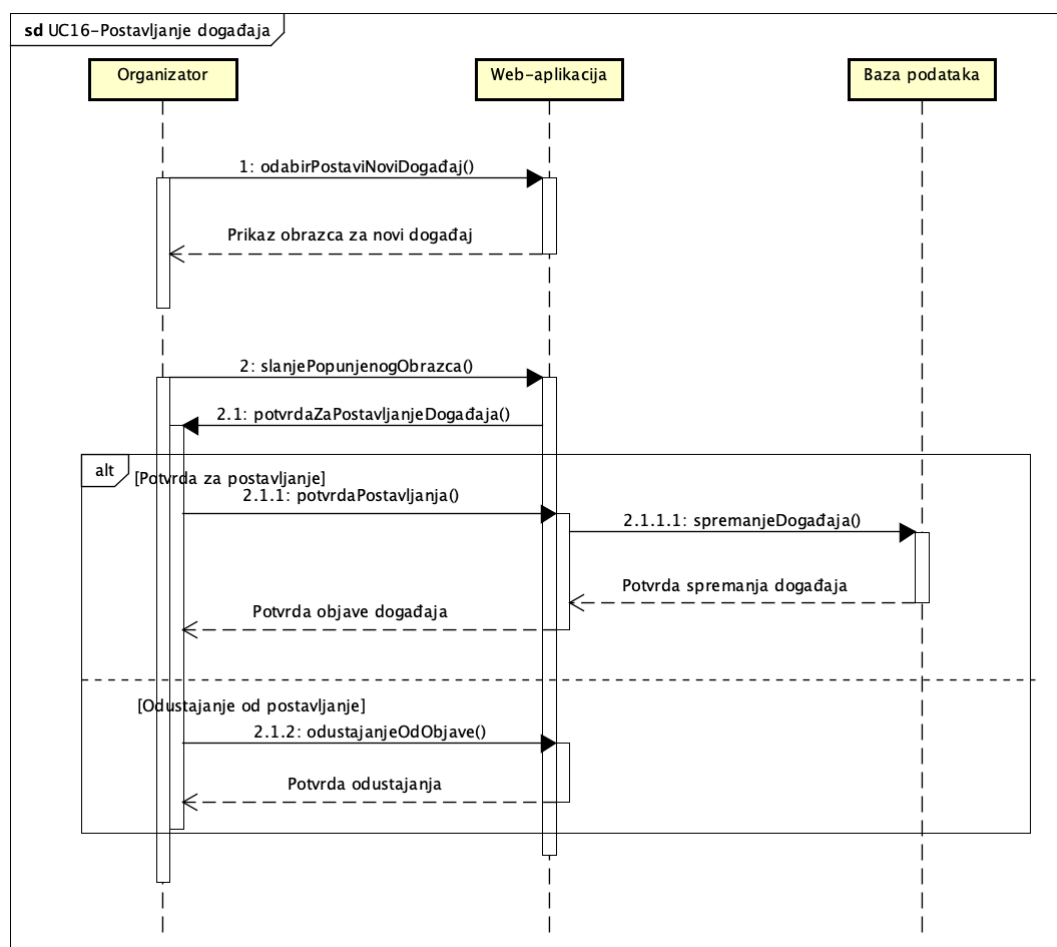 sd UC16-Postavljanje događaja
Organizator
Web-aplikacija
Baza podataka
1: odabirPostaviNoviDogađaj()
Prikaz obrazca za novi događaj
2: slanjePopunjenogObrazca()
2.1: potvrdaZaPostavljanjeDogađaja()
alt
[Potvrda za postavljanje]
2.1.1: potvrdaPostavljanja()
2.1.1.1: spremanjeDogađaja()
Potvrda spremanja događaja
Potvrda objave događaja
[Odustajanje od postavljanje]
2.1.2: odustajanjeOdObjave()
Potvrda odustajanja